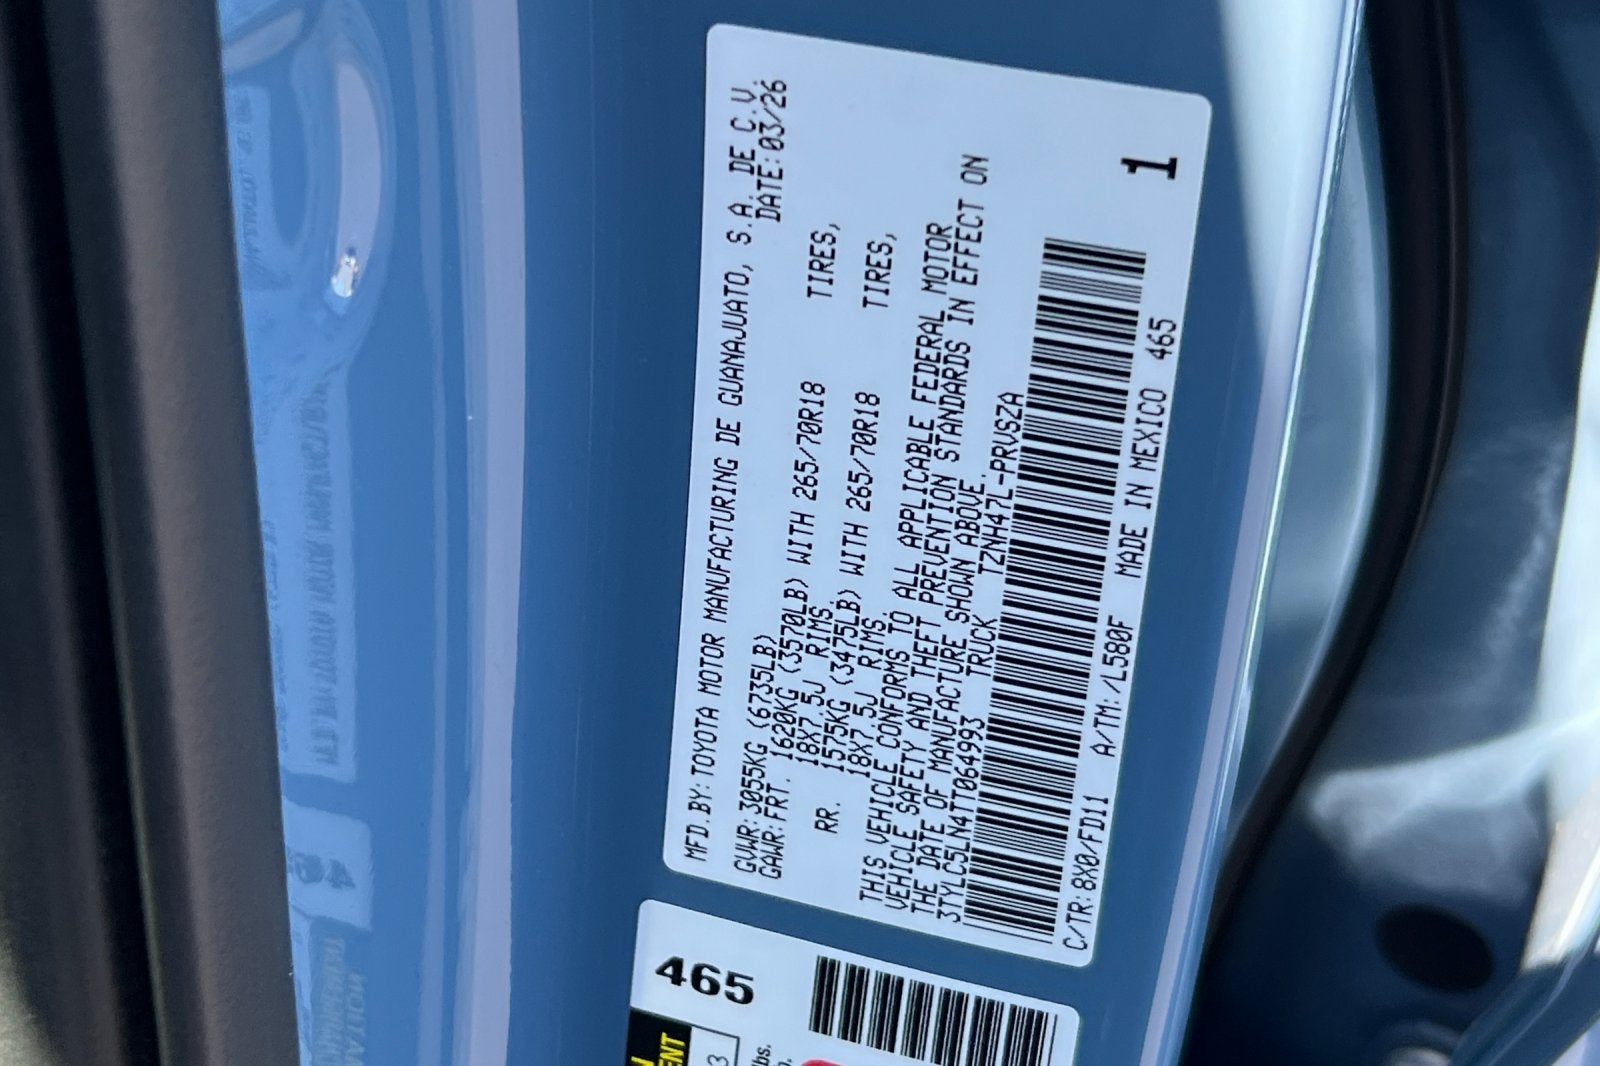 MFD.BY:TOYOTA MOTOR MANUFACTURING DE GUANAJUATO, S.A. DE C.V.
DATE:03/26
GVWR:3055KG (6735LB)
GAWR:FRT. 1620KG (3570LB) WITH 265/70R18 TIRES,
18X7.5J RIMS.
RR. 1575KG (3475LB) WITH 265/70R18 TIRES,
18X7.5J RIMS.
THIS VEHICLE CONFORMS TO ALL APPLICABLE FEDERAL MOTOR
VEHICLE SAFETY AND THEFT PREVENTION STANDARDS IN EFFECT ON
THE DATE OF MANUFACTURE SHOWN ABOVE.
3TYLC5LN4TT064993 TRUCK TZNH47L-PRVSZA
1
C/TR:8X0/FD11 A/TM:/L580F MADE IN MEXICO 465
465